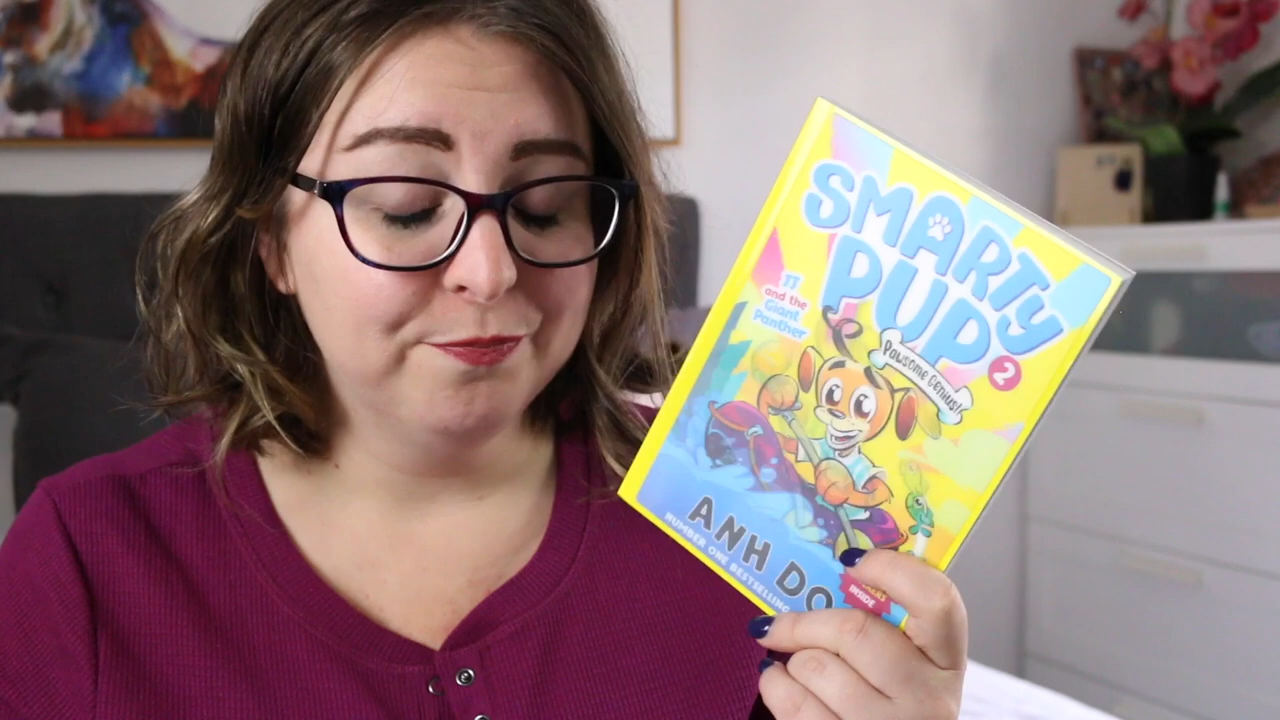 SMARTY
PUP
2
JJ
and the
Giant
Panther
Pawsome Genius!
ANH DO
NUMBER ONE BESTSELLING
INSIDE